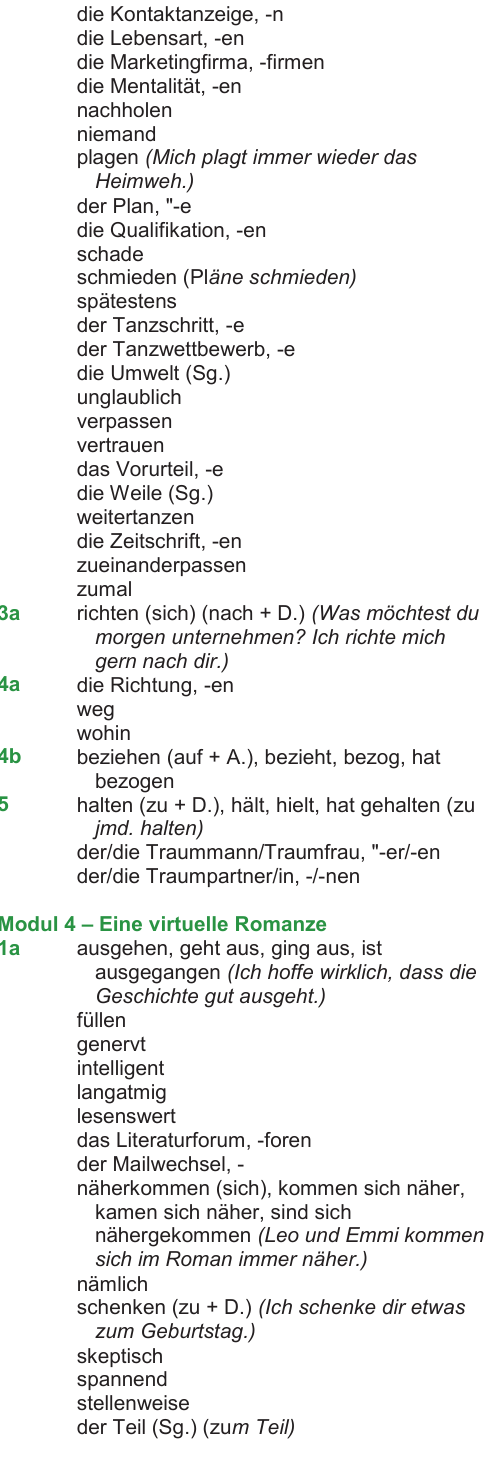 die Kontaktanzeige, -n
die Lebensart, -en
die Marketingfirma, -firmen
die Mentalität, -en
nachholen
niemand
plagen (Mich plagt immer wieder das
Heimweh.)
der Plan, "-e
die Qualifikation, -en
schade
schmieden (Pläne schmieden)
spätestens
der Tanzschritt, -e
der Tanzwettbewerb, -e
die Umwelt (Sg.)
unglaublich
verpassen
vertrauen
das Vorurteil, -e
die Weile (Sg.)
weitertanzen
die Zeitschrift, -en
zueinanderpassen
zumal
3a richten (sich) (nach + D.) (Was möchtest du
morgen unternehmen? Ich richte mich
gern nach dir.)
4a die Richtung, -en
weg
wohin
4b beziehen (auf + A.), bezieht, bezog, hat
bezogen
5 halten (zu + D.), hält, hielt, hat gehalten (zu
jmd. halten)
der/die Traummann/Traumfrau, "-er/-en
der/die Traumpartner/in, -/-nen
Modul 4 – Eine virtuelle Romanze
1a ausgehen, geht aus, ging aus, ist
ausgegangen (Ich hoffe wirklich, dass die
Geschichte gut ausgeht.)
füllen
genervt
intelligent
langatmig
lesenswert
das Literaturforum, -foren
der Mailwechsel, -
näherkommen (sich), kommen sich näher,
kamen sich näher, sind sich
nähergekommen (Leo und Emmi kommen
sich im Roman immer näher.)
nämlich
schenken (zu + D.) (Ich schenke dir etwas
zum Geburtstag.)
skeptisch
spannend
stellenweise
der Teil (Sg.) (zum Teil)